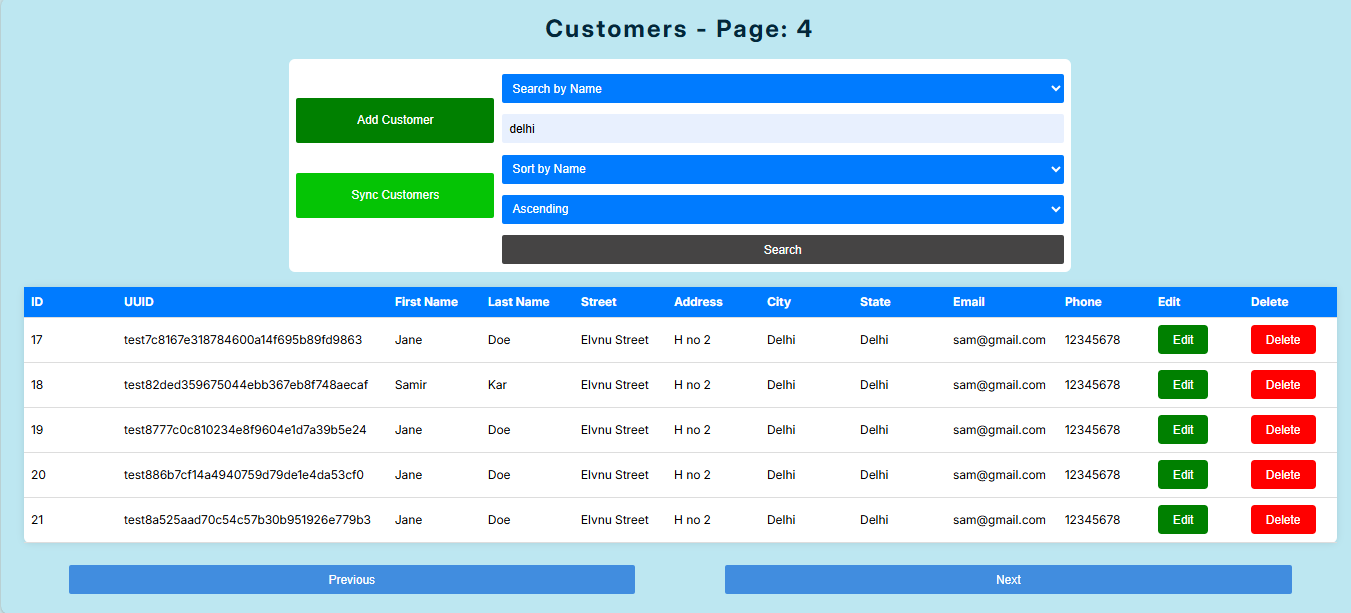 Customers - Page: 4
Add Customer
Sync Customers
Search by Name
delhi
Sort by Name
Ascending
Search
ID UUID First Name Last Name Street Address City State Email Phone Edit Delete
17 test7c8167e318784600a14f695b89fd9863 Jane Doe Elvnu Street H no 2 Delhi Delhi sam@gmail.com 12345678 Edit Delete
18 test82ded359675044ebb367eb8f748aecaf Samir Kar Elvnu Street H no 2 Delhi Delhi sam@gmail.com 12345678 Edit Delete
19 test8777c0c810234e8f9604e1d7a39b5e24 Jane Doe Elvnu Street H no 2 Delhi Delhi sam@gmail.com 12345678 Edit Delete
20 test886b7cf14a4940759d79de1e4da53cf0 Jane Doe Elvnu Street H no 2 Delhi Delhi sam@gmail.com 12345678 Edit Delete
21 test8a525aad70c54c57b30b951926e779b3 Jane Doe Elvnu Street H no 2 Delhi Delhi sam@gmail.com 12345678 Edit Delete
Previous Next